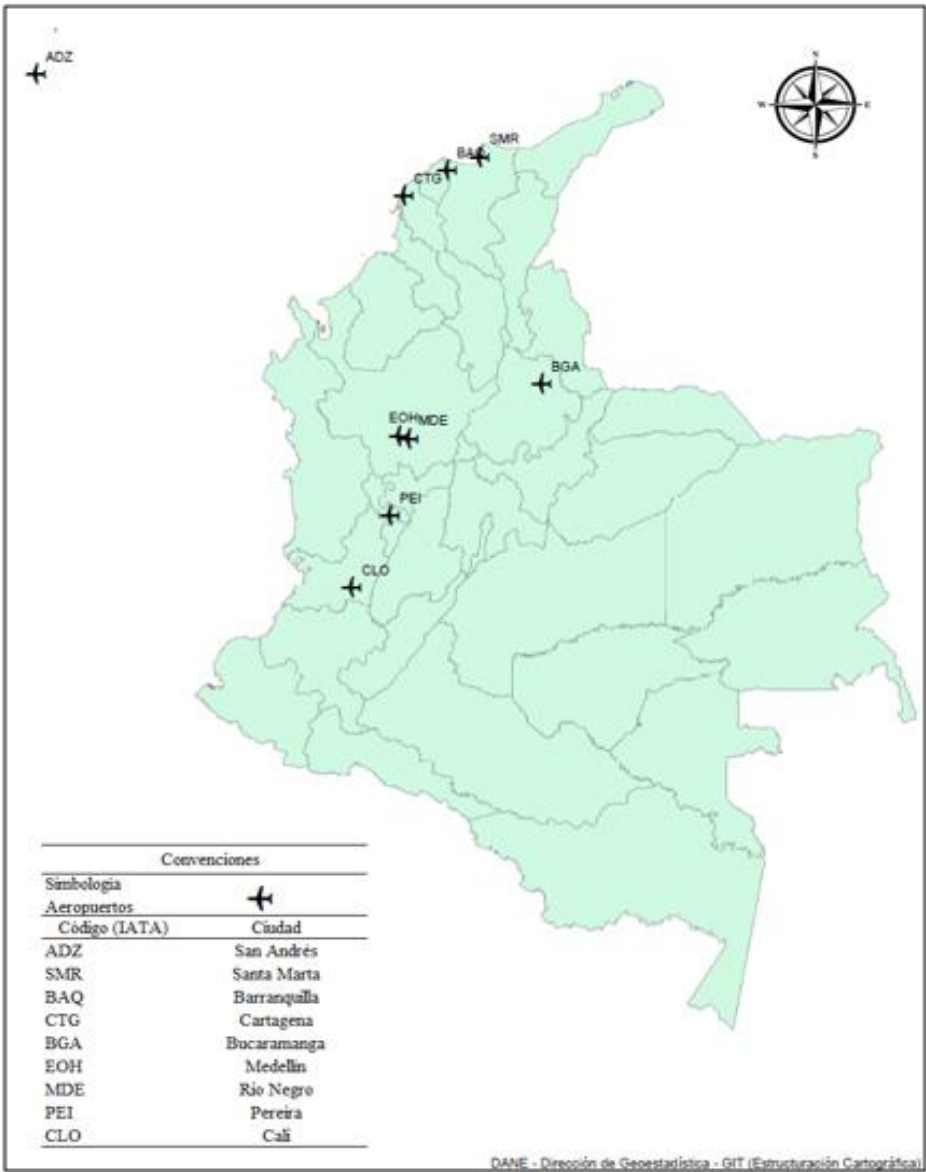 ADZ
N
W E
S
SMR
BAQ
CTG
BGA
EOH MDE
PEI
CLO
Convenciones
Simbologia
Aeropuertos
Código (IATA) Ciudad
ADZ San Andrés
SMR Santa Marta
BAQ Barranquilla
CTG Cartagena
BGA Bucaramanga
EOH Medellin
MDE Rio Negro
PEI Pereira
CLO Cali
DANE - Dirección de Geoestadística - GIT (Estructuración Cartográfica)